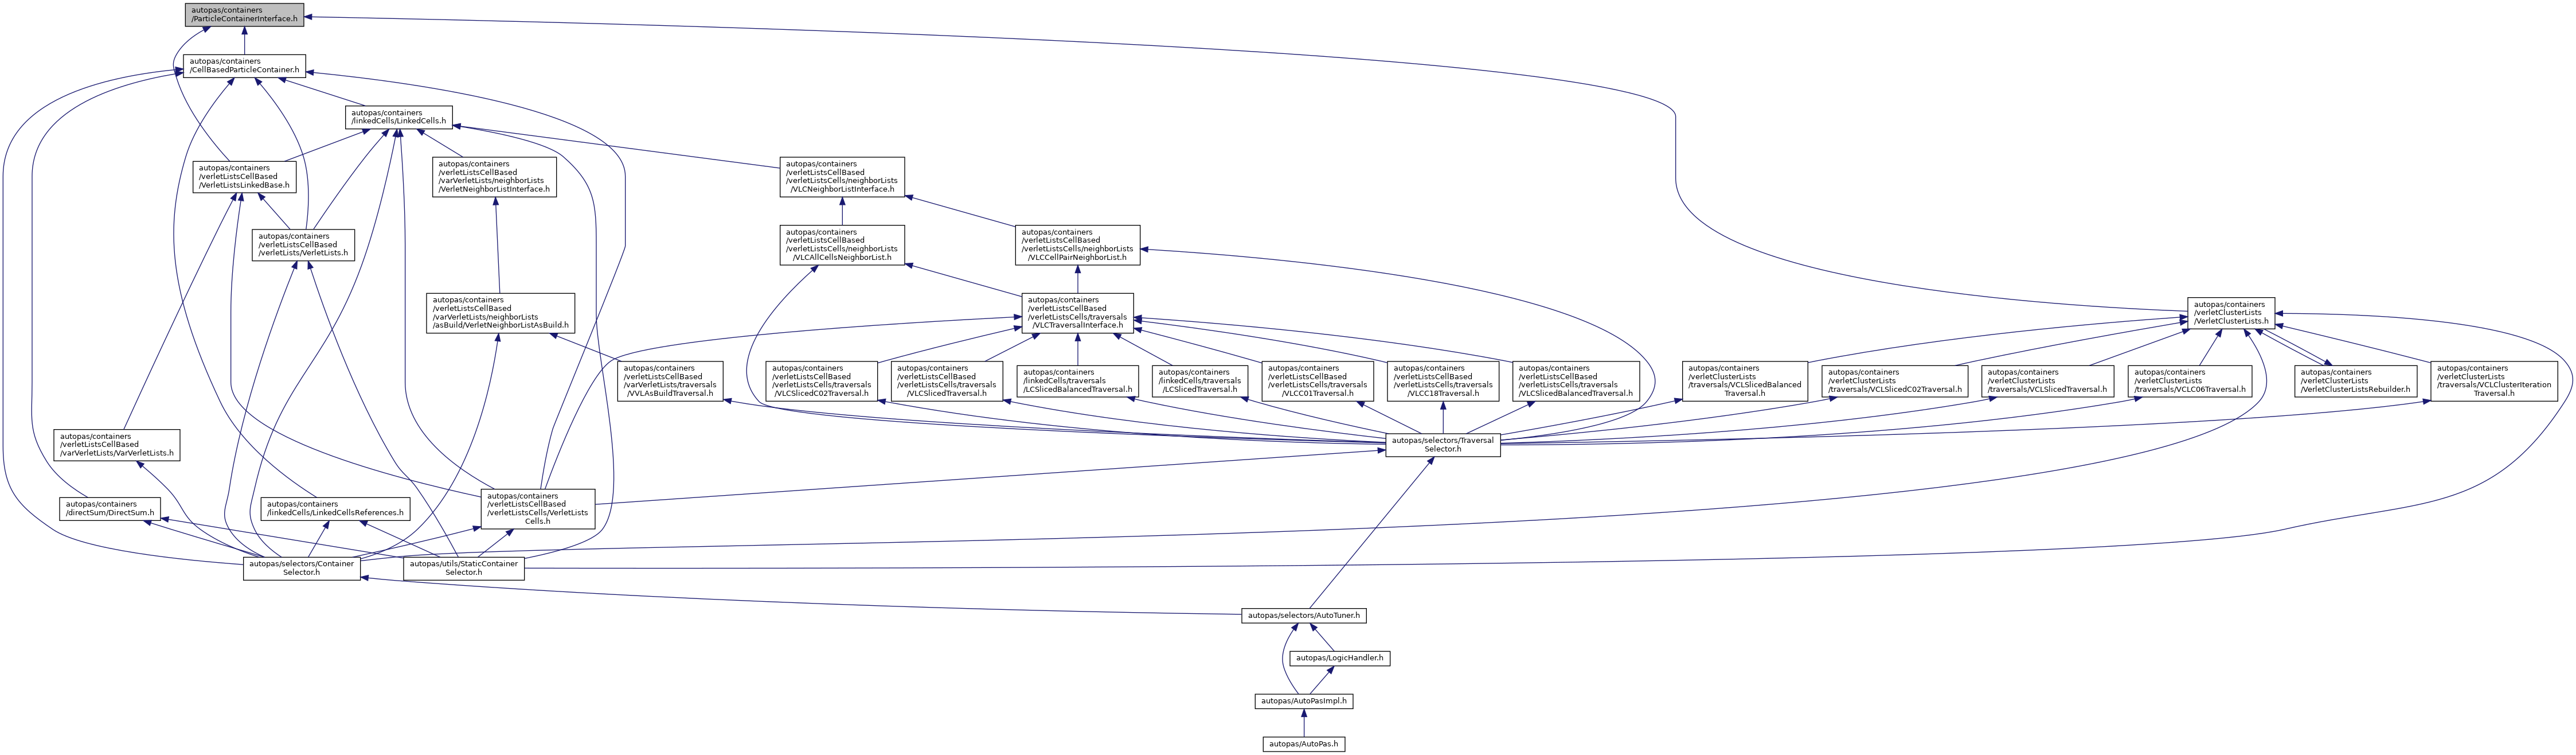 autopas/containers
/ParticleContainerInterface.h
autopas/containers
/CellBasedParticleContainer.h
autopas/containers
/linkedCells/LinkedCells.h
autopas/containers
/verletListsCellBased
/VerletListsLinkedBase.h
autopas/containers
/verletListsCellBased
/varVerletLists/neighborLists
/VerletNeighborListInterface.h
autopas/containers
/verletListsCellBased
/verletListsCells/neighborLists
/VLCNeighborListInterface.h
autopas/containers
/verletListsCellBased
/verletLists/VerletLists.h
autopas/containers
/verletListsCellBased
/verletListsCells/neighborLists
/VLCAllCellsNeighborList.h
autopas/containers
/verletListsCellBased
/verletListsCells/neighborLists
/VLCCellPairNeighborList.h
autopas/containers
/verletListsCellBased
/varVerletLists/neighborLists
/asBuild/VerletNeighborListAsBuild.h
autopas/containers
/verletListsCellBased
/verletListsCells/traversals
/VLCTraversalInterface.h
autopas/containers
/verletClusterLists
/VerletClusterLists.h
autopas/containers
/verletListsCellBased
/varVerletLists/traversals
/VVLAsBuildTraversal.h
autopas/containers
/verletListsCellBased
/verletListsCells/traversals
/VLCSlicedC02Traversal.h
autopas/containers
/verletListsCellBased
/verletListsCells/traversals
/VLCSlicedTraversal.h
autopas/containers
/linkedCells/traversals
/LCSlicedBalancedTraversal.h
autopas/containers
/linkedCells/traversals
/LCSlicedTraversal.h
autopas/containers
/verletListsCellBased
/verletListsCells/traversals
/VLCC01Traversal.h
autopas/containers
/verletListsCellBased
/verletListsCells/traversals
/VLCC18Traversal.h
autopas/containers
/verletListsCellBased
/verletListsCells/traversals
/VLCSlicedBalancedTraversal.h
autopas/containers
/verletClusterLists
/traversals/VCLSlicedBalanced
Traversal.h
autopas/containers
/verletClusterLists
/traversals/VCLSlicedC02Traversal.h
autopas/containers
/verletClusterLists
/traversals/VCLSlicedTraversal.h
autopas/containers
/verletClusterLists
/traversals/VCLC06Traversal.h
autopas/containers
/verletClusterLists
/VerletClusterListsRebuilder.h
autopas/containers
/verletClusterLists
/traversals/VCLClusterIteration
Traversal.h
autopas/containers
/verletListsCellBased
/varVerletLists/VarVerletLists.h
autopas/selectors/Traversal
Selector.h
autopas/containers
/directSum/DirectSum.h
autopas/containers
/linkedCells/LinkedCellsReferences.h
autopas/containers
/verletListsCellBased
/verletListsCells/VerletLists
Cells.h
autopas/selectors/Container
Selector.h
autopas/utils/StaticContainer
Selector.h
autopas/selectors/AutoTuner.h
autopas/LogicHandler.h
autopas/AutoPasImpl.h
autopas/AutoPas.h